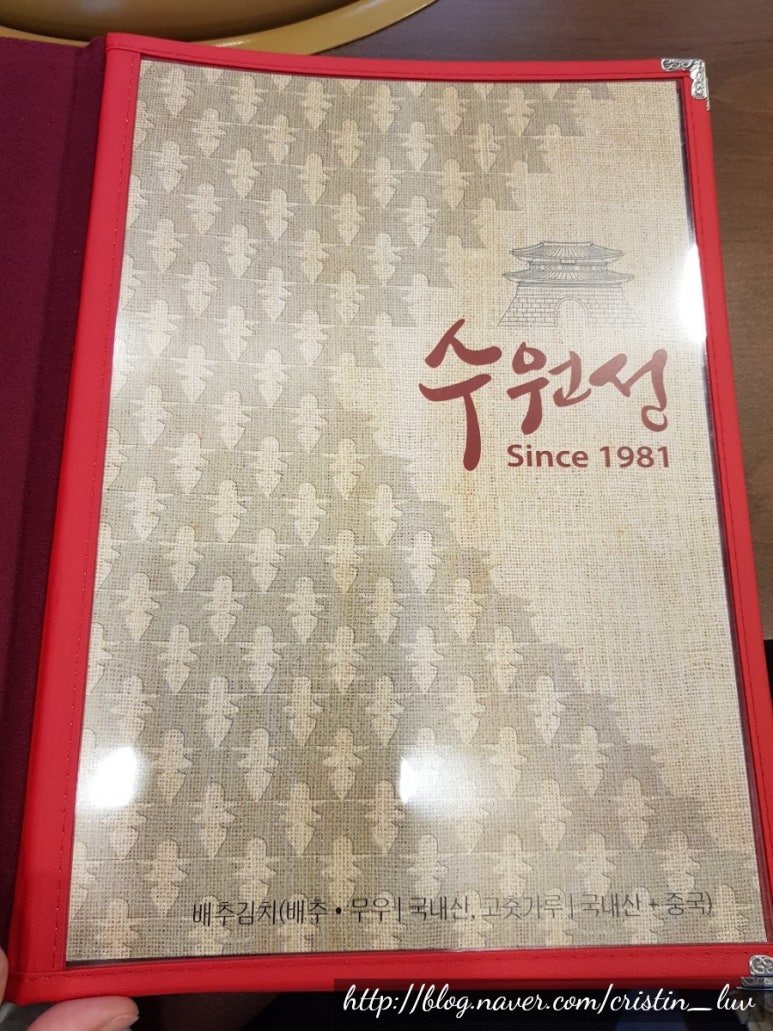 수원성
Since 1981
배추김치(배추 • 무우 | 국내산, 고춧가루 | 국내산 + 중국)
http://blog.naver.com/cristin_luv